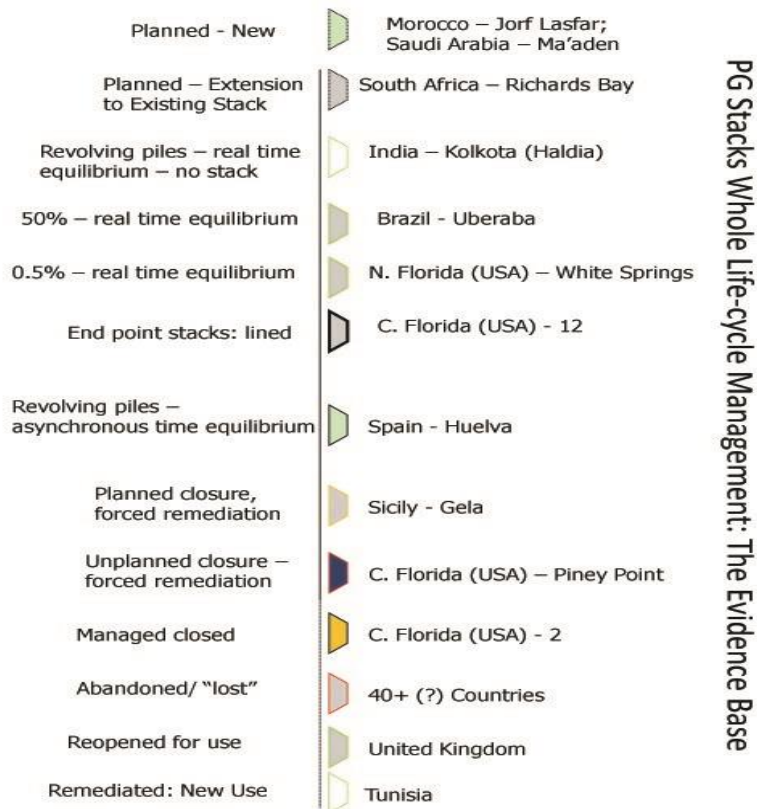 Planned - New
Morocco – Jorf Lasfar;
Saudi Arabia – Ma'aden
Planned – Extension
to Existing Stack
South Africa – Richards Bay
Revolving piles – real time
equilibrium – no stack
India – Kolkota (Haldia)
50% – real time equilibrium
Brazil - Uberaba
0.5% – real time equilibrium
N. Florida (USA) – White Springs
End point stacks: lined
C. Florida (USA) - 12
Revolving piles –
asynchronous time equilibrium
Spain - Huelva
Planned closure,
forced remediation
Sicily - Gela
Unplanned closure –
forced remediation
C. Florida (USA) – Piney Point
Managed closed
C. Florida (USA) - 2
Abandoned/ "lost"
40+ (?) Countries
Reopened for use
United Kingdom
Remediated: New Use
Tunisia
PG Stacks Whole Life-cycle Management: The Evidence Base